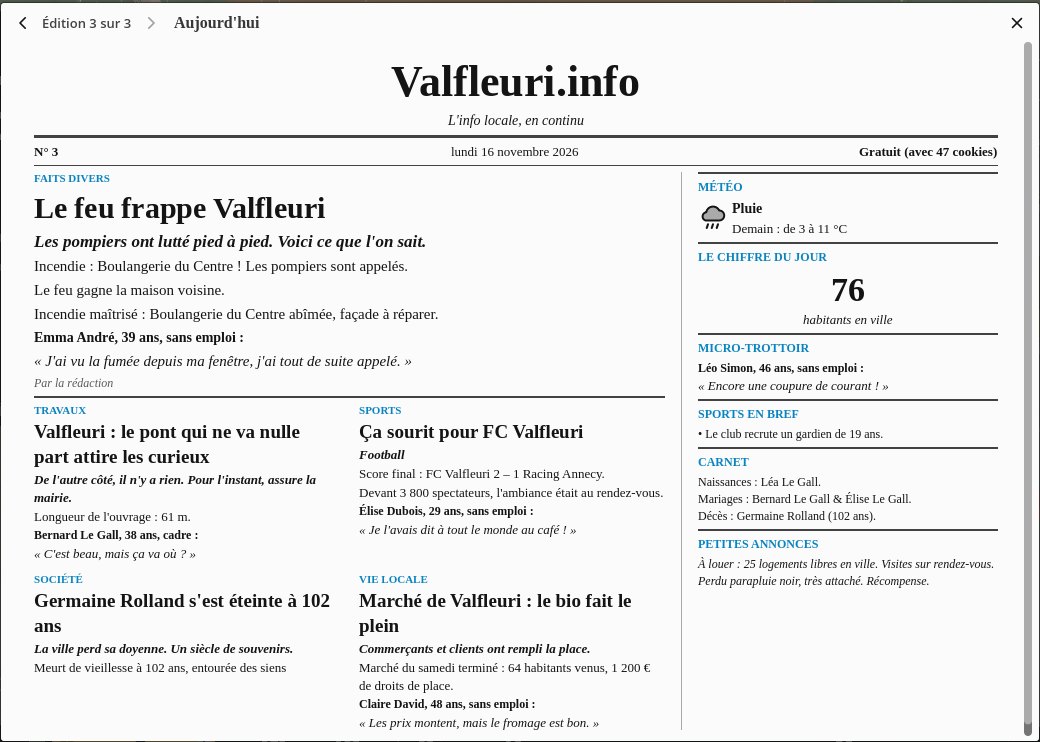 Édition 3 sur 3
Aujourd'hui
Valfleuri.info
L'info locale, en continu
N° 3
lundi 16 novembre 2026
Gratuit (avec 47 cookies)
FAITS DIVERS
Le feu frappe Valfleuri
Les pompiers ont lutté pied à pied. Voici ce que l'on sait.
Incendie : Boulangerie du Centre ! Les pompiers sont appelés.
Le feu gagne la maison voisine.
Incendie maîtrisé : Boulangerie du Centre abîmée, façade à réparer.
Emma André, 39 ans, sans emploi :
« J'ai vu la fumée depuis ma fenêtre, j'ai tout de suite appelé. »
Par la rédaction
TRAVAUX
Valfleuri : le pont qui ne va nulle
part attire les curieux
De l'autre côté, il n'y a rien. Pour l'instant, assure la
mairie.
Longueur de l'ouvrage : 61 m.
Bernard Le Gall, 38 ans, cadre :
« C'est beau, mais ça va où ? »
SPORTS
Ça sourit pour FC Valfleuri
Football
Score final : FC Valfleuri 2 – 1 Racing Annecy.
Devant 3 800 spectateurs, l'ambiance était au rendez-vous.
Élise Dubois, 29 ans, sans emploi :
« Je l'avais dit à tout le monde au café ! »
SOCIÉTÉ
Germaine Rolland s'est éteinte à 102
ans
La ville perd sa doyenne. Un siècle de souvenirs.
Meurt de vieillesse à 102 ans, entourée des siens
VIE LOCALE
Marché de Valfleuri : le bio fait le
plein
Commerçants et clients ont rempli la place.
Marché du samedi terminé : 64 habitants venus, 1 200 €
de droits de place.
Claire David, 48 ans, sans emploi :
« Les prix montent, mais le fromage est bon. »
MÉTÉO
Pluie
Demain : de 3 à 11 °C
LE CHIFFRE DU JOUR
76
habitants en ville
MICRO-TROTTOIR
Léo Simon, 46 ans, sans emploi :
« Encore une coupure de courant ! »
SPORTS EN BREF
• Le club recrute un gardien de 19 ans.
CARNET
Naissances : Léa Le Gall.
Mariages : Bernard Le Gall & Élise Le Gall.
Décès : Germaine Rolland (102 ans).
PETITES ANNONCES
À louer : 25 logements libres en ville. Visites sur rendez-vous.
Perdu parapluie noir, très attaché. Récompense.